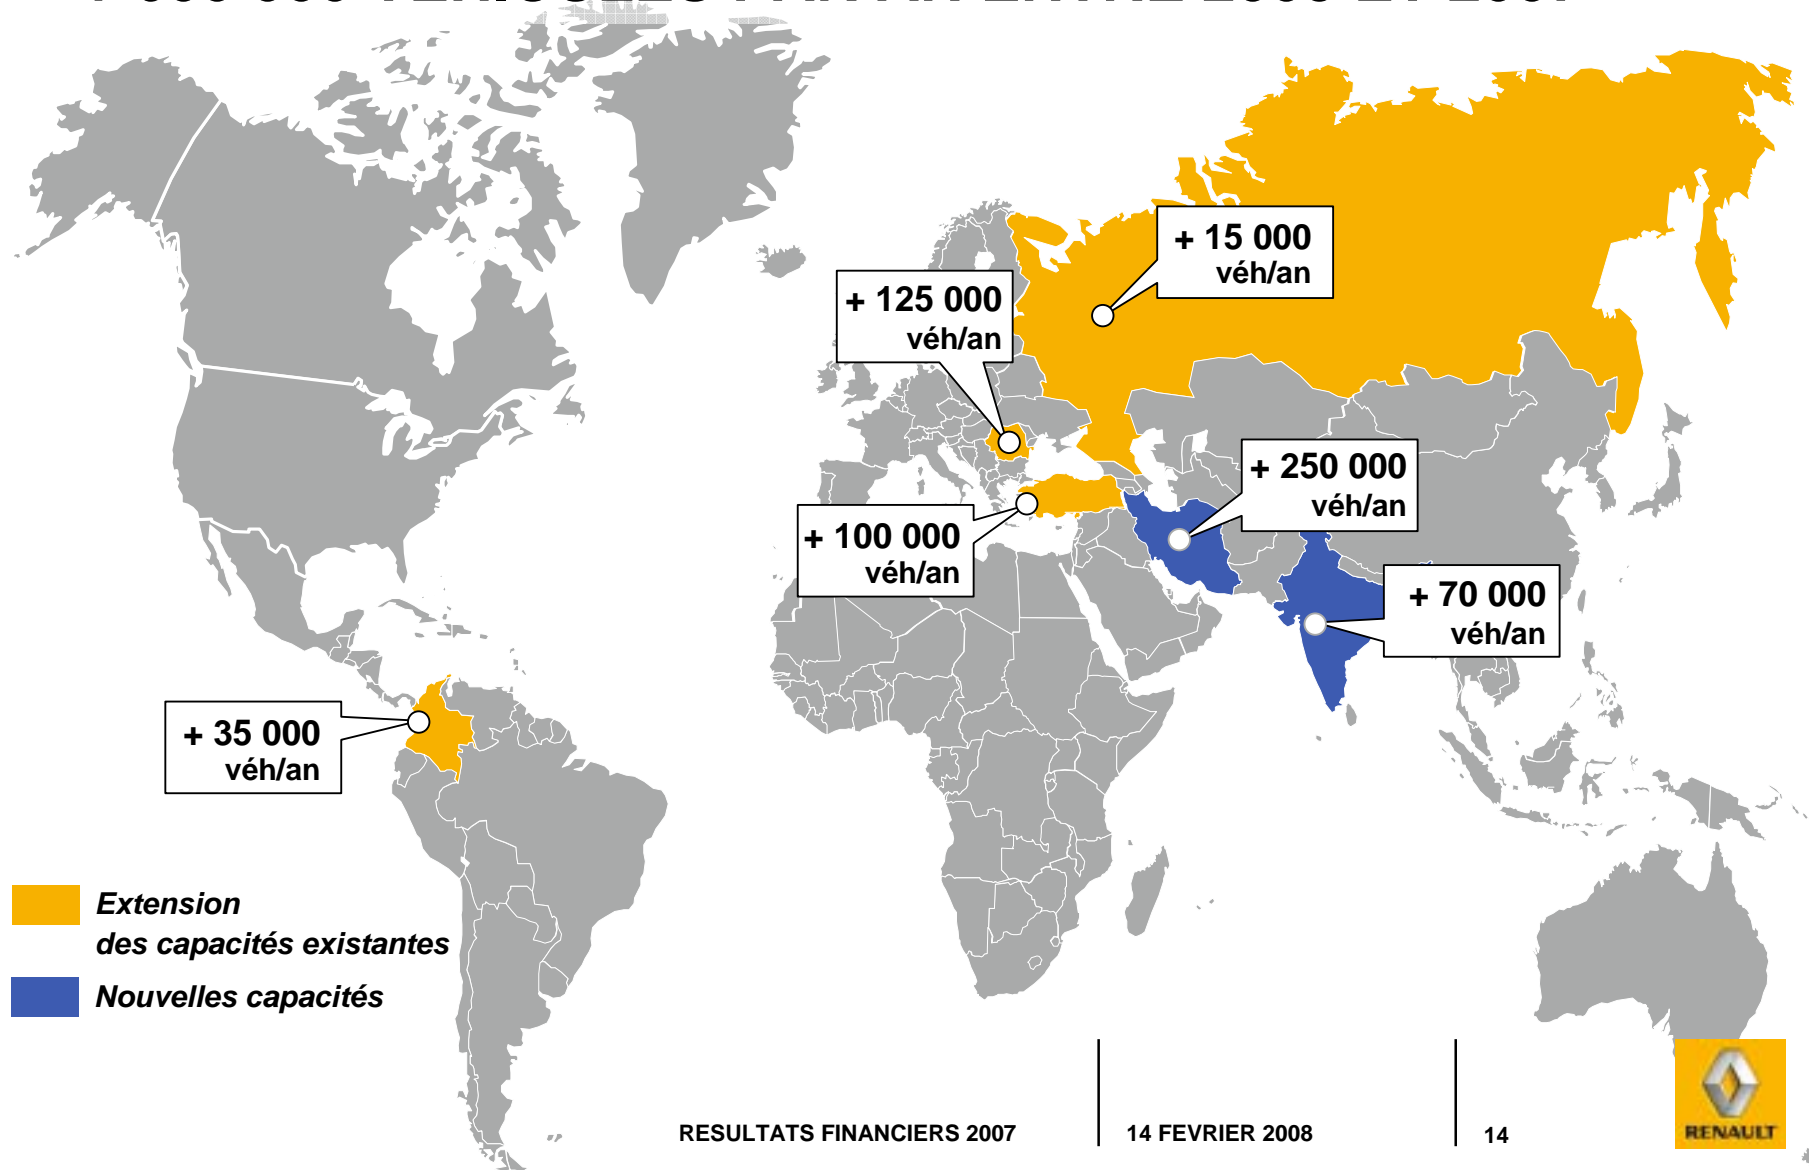 + 15 000
véh/an
+ 125 000
véh/an
+ 250 000
véh/an
+ 100 000
véh/an
+ 70 000
véh/an
+ 35 000
véh/an
Extension
des capacités existantes
Nouvelles capacités
RESULTATS FINANCIERS 2007
14 FEVRIER 2008
14
RENAULT